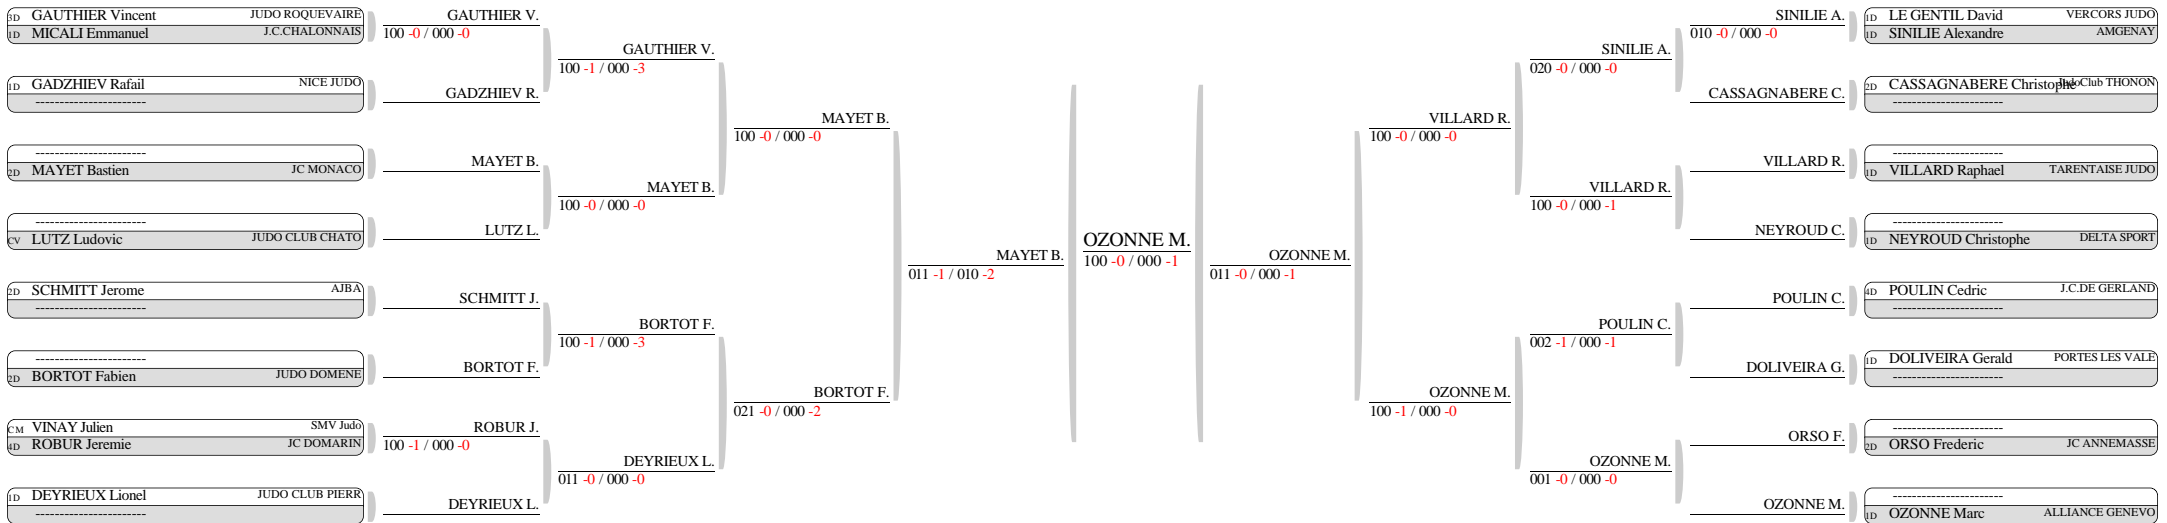 3D GAUTHIER Vincent JUDO ROQUEVAIRE
1D MICALI Emmanuel J.C.CHALONNAIS
1D GADZHIEV Rafail NICE JUDO
-----------------------
-----------------------
2D MAYET Bastien JC MONACO
-----------------------
CV LUTZ Ludovic JUDO CLUB CHATO
2D SCHMITT Jerome AJBA
-----------------------
-----------------------
2D BORTOT Fabien JUDO DOMENE
CM VINAY Julien SMV Judo
4D ROBUR Jeremie JC DOMARIN
1D DEYRIEUX Lionel JUDO CLUB PIERR
-----------------------
GAUTHIER V.
100 -0 / 000 -0
GADZHIEV R.
MAYET B.
LUTZ L.
SCHMITT J.
BORTOT F.
ROBUR J.
100 -1 / 000 -0
DEYRIEUX L.
GAUTHIER V.
100 -1 / 000 -3
MAYET B.
100 -0 / 000 -0
BORTOT F.
100 -1 / 000 -3
DEYRIEUX L.
011 -0 / 000 -0
MAYET B.
100 -0 / 000 -0
BORTOT F.
021 -0 / 000 -2
MAYET B.
011 -1 / 010 -2
OZONNE M.
100 -0 / 000 -1
OZONNE M.
011 -0 / 000 -1
VILLARD R.
100 -0 / 000 -0
OZONNE M.
100 -1 / 000 -0
SINILIE A.
020 -0 / 000 -0
VILLARD R.
100 -0 / 000 -1
POULIN C.
002 -1 / 000 -1
OZONNE M.
001 -0 / 000 -0
SINILIE A.
010 -0 / 000 -0
CASSAGNABERE C.
VILLARD R.
NEYROUD C.
POULIN C.
DOLIVEIRA G.
ORSO F.
OZONNE M.
1D LE GENTIL David VERCORS JUDO
1D SINILIE Alexandre AMGENAY
2D CASSAGNABERE Christophe JudoClub THONON
-----------------------
-----------------------
1D VILLARD Raphael TARENTAISE JUDO
-----------------------
1D NEYROUD Christophe DELTA SPORT
4D POULIN Cedric J.C.DE GERLAND
-----------------------
1D DOLIVEIRA Gerald PORTES LES VALE
-----------------------
-----------------------
2D ORSO Frederic JC ANNEMASSE
-----------------------
1D OZONNE Marc ALLIANCE GENEVO